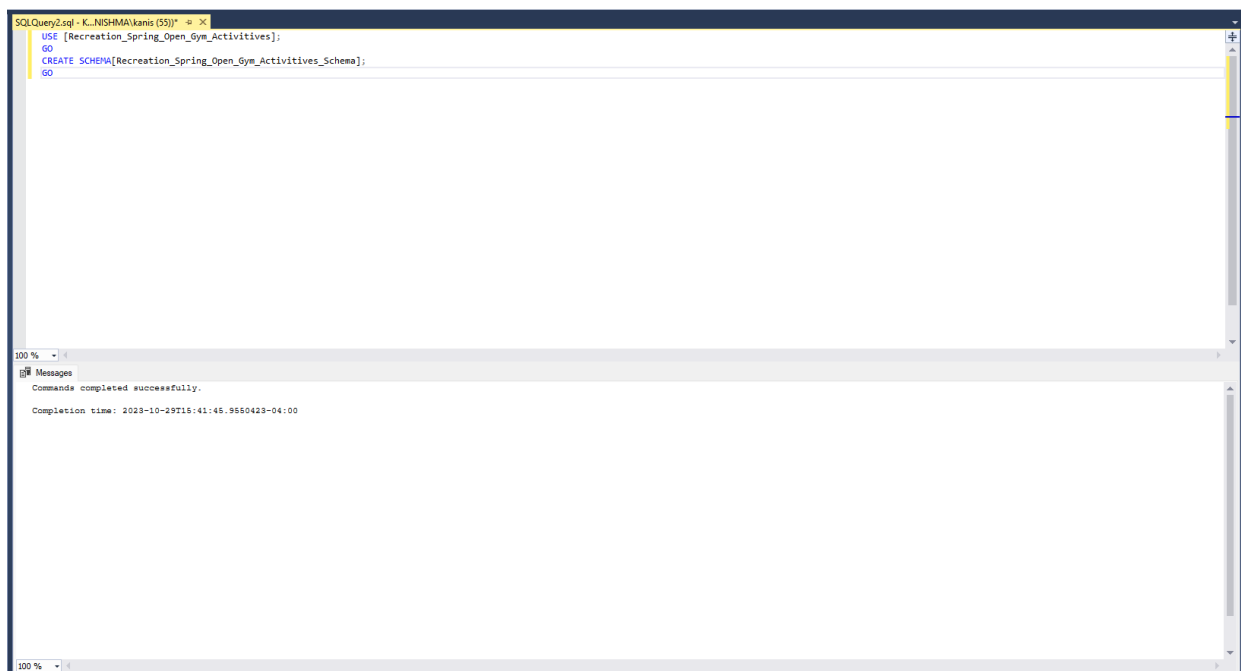 SQLQuery2.sql - K...NISHMA\kanis (55))*
USE [Recreation_Spring_Open_Gym_Activitives];
GO
CREATE SCHEMA[Recreation_Spring_Open_Gym_Activitives_Schema];
GO
100 %
Messages
Commands completed successfully.
Completion time: 2023-10-29T15:41:45.9550423-04:00
100 %